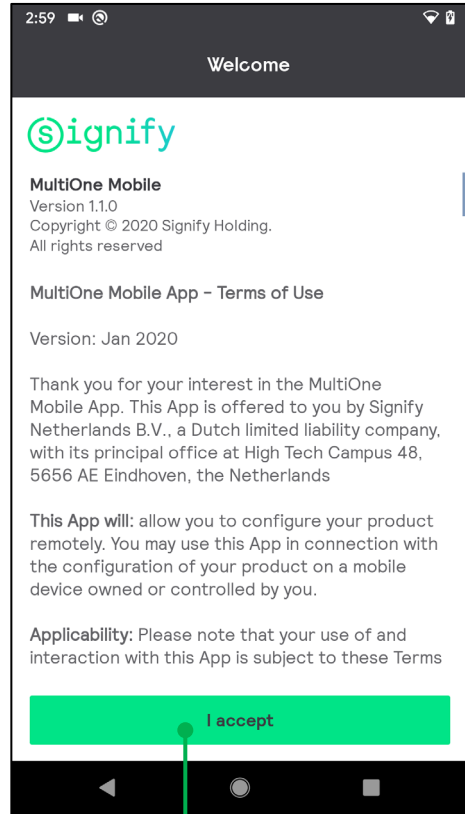 2:59
Welcome
Signify
MultiOne Mobile
Version 1.1.0
Copyright © 2020 Signify Holding.
All rights reserved
MultiOne Mobile App – Terms of Use
Version: Jan 2020
Thank you for your interest in the MultiOne
Mobile App. This App is offered to you by Signify
Netherlands B.V., a Dutch limited liability company,
with its principal office at High Tech Campus 48,
5656 AE Eindhoven, the Netherlands
This App will: allow you to configure your product
remotely. You may use this App in connection with
the configuration of your product on a mobile
device owned or controlled by you.
Applicability: Please note that your use of and
interaction with this App is subject to these Terms
I accept